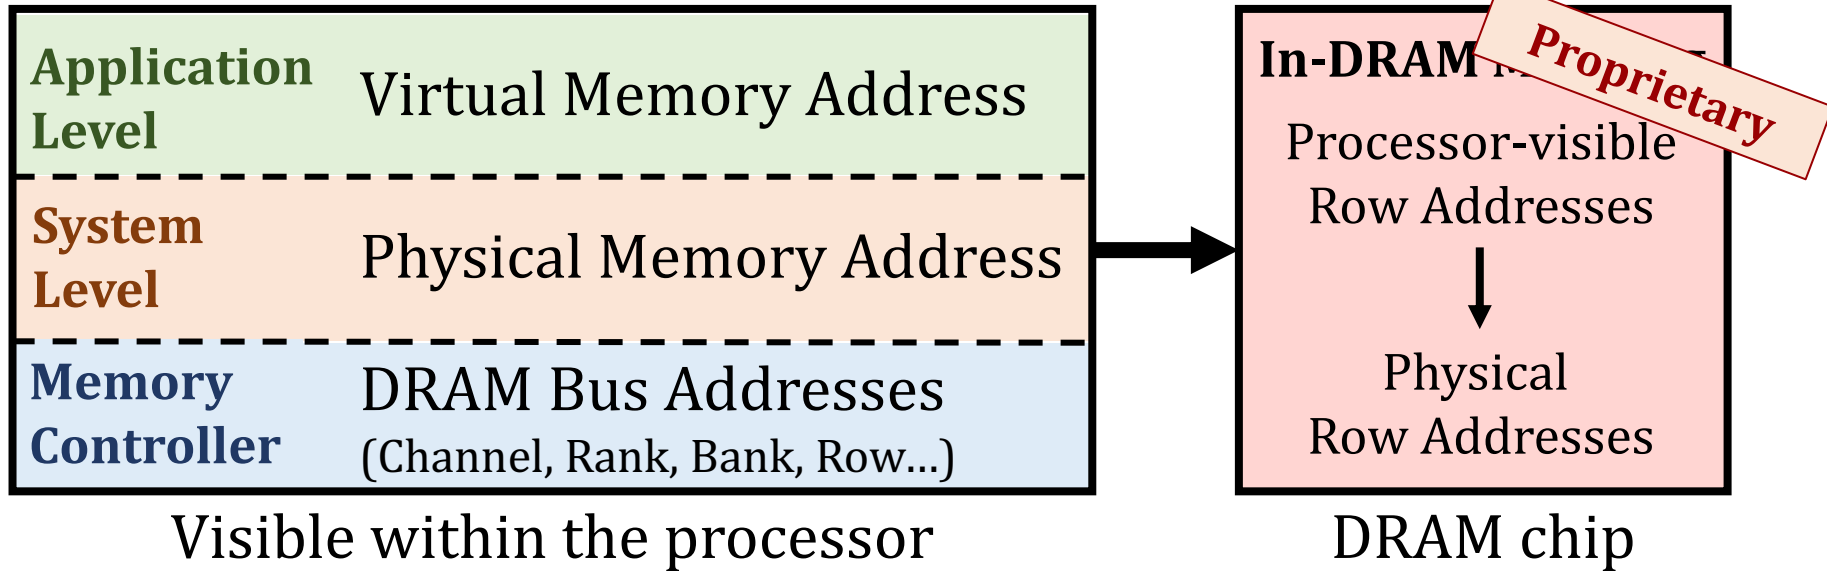 Application
Level
Virtual Memory Address
System
Level
Physical Memory Address
Memory
Controller
DRAM Bus Addresses
(Channel, Rank, Bank, Row...)
Visible within the processor
In-DRAM
Proprietary
Processor-visible
Row Addresses
Physical
Row Addresses
DRAM chip